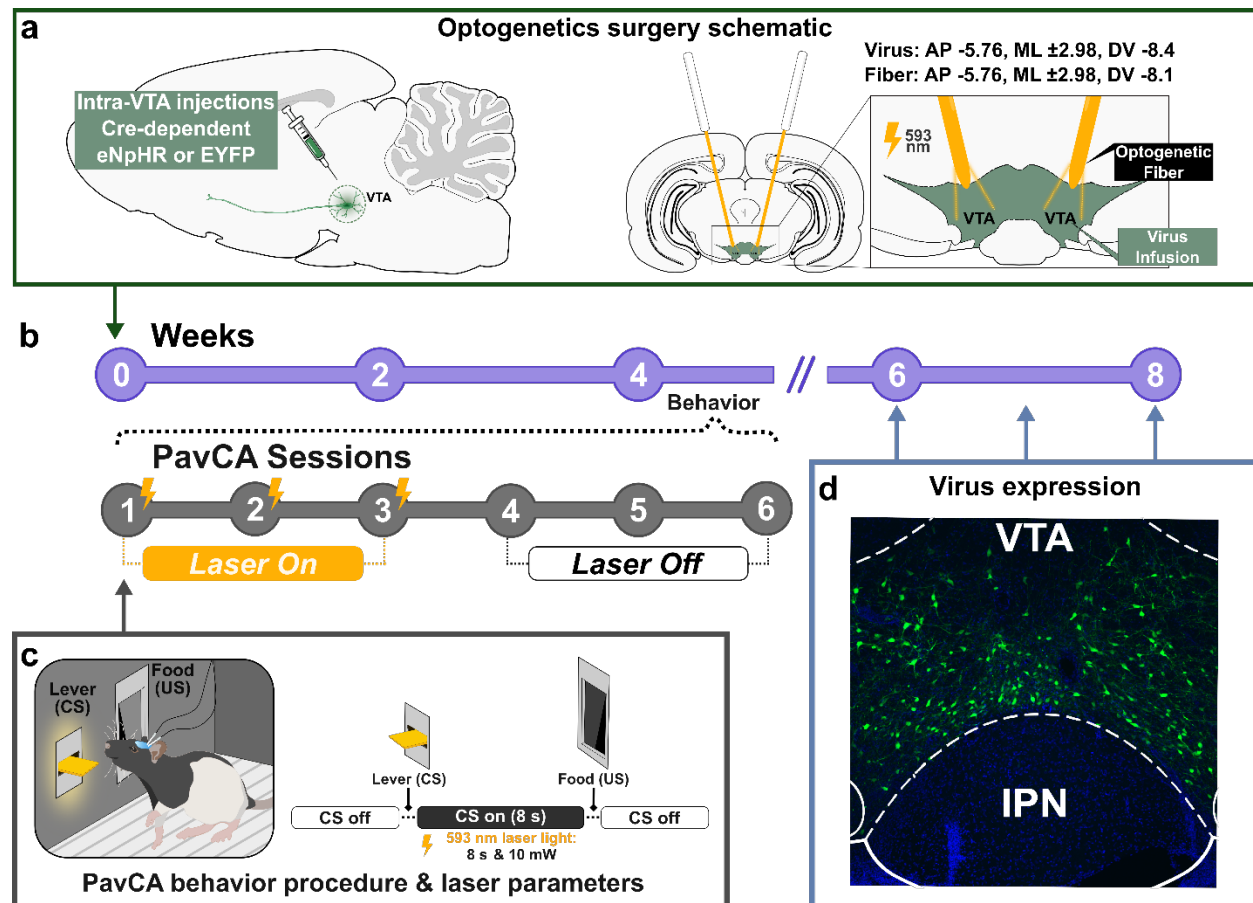 a
Optogenetics surgery schematic
Virus: AP -5.76, ML ±2.98, DV -8.4
Fiber: AP -5.76, ML ±2.98, DV -8.1
Intra-VTA injections
Cre-dependent
eNpHR or EYFP
VTA
593
nm
Optogenetic
Fiber
VTA
VTA
Virus
Infusion
b
Weeks
0
2
4
//
6
8
Behavior
PavCA Sessions
1
2
3
4
5
6
Laser On
Laser Off
c
Food
(US)
Lever
(CS)
Lever (CS)
Food (US)
CS off
CS on (8 s)
CS off
593 nm laser light:
8 s & 10 mW
PavCA behavior procedure & laser parameters
d
Virus expression
VTA
IPN